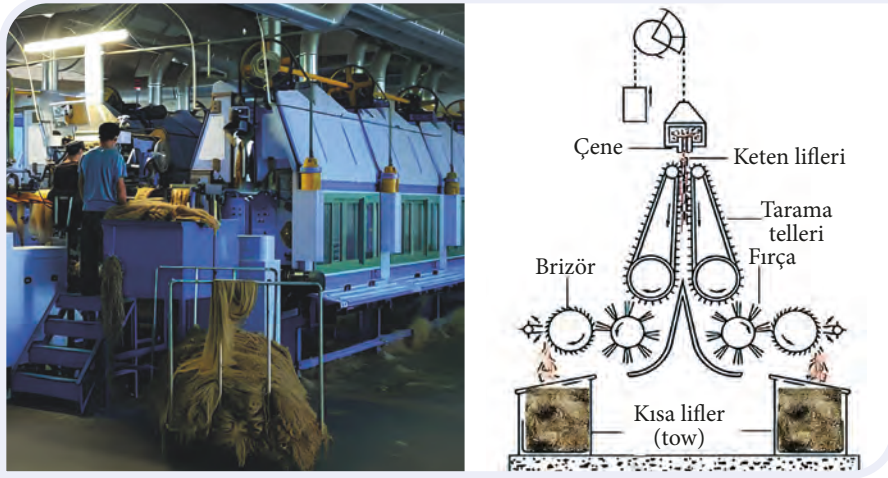 Çene
Keten lifleri
Tarama
telleri
Fırça
Brizör
Kısa lifler
(tow)